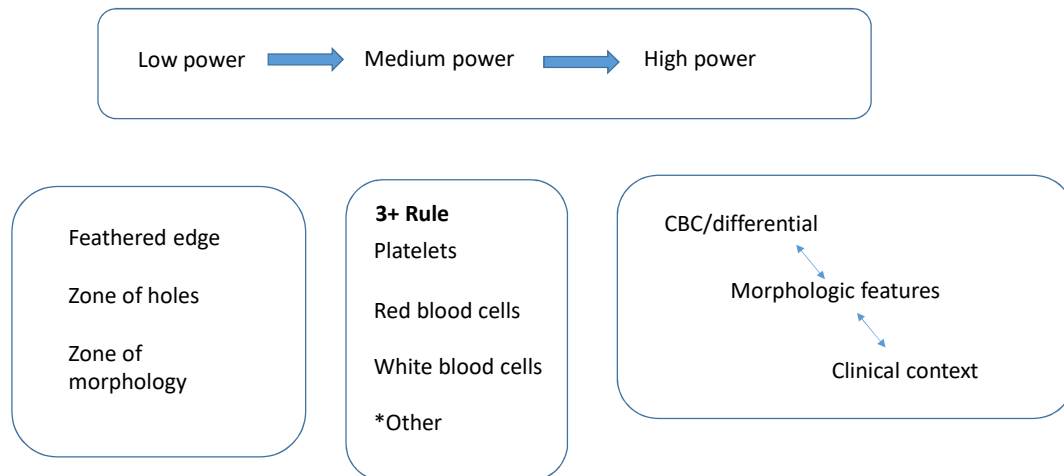 Low power Medium power High power
Feathered edge
Zone of holes
Zone of
morphology
3+ Rule
Platelets
Red blood cells
White blood cells
*Other
CBC/differential
Morphologic features
Clinical context